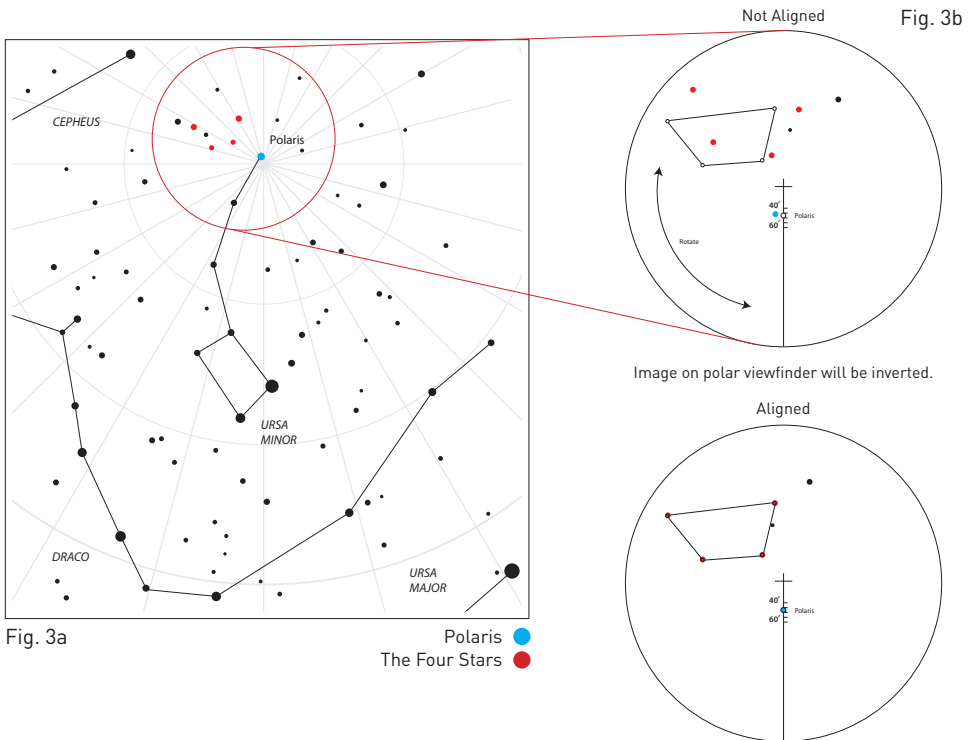 Not Aligned
Fig. 3b
CEPHEUS
Polaris
40′
Polaris
60′
Rotate
Image on polar viewfinder will be inverted.
Aligned
URSA
MINOR
DRACO
URSA
MAJOR
40′
Polaris
60′
Fig. 3a
Polaris
The Four Stars